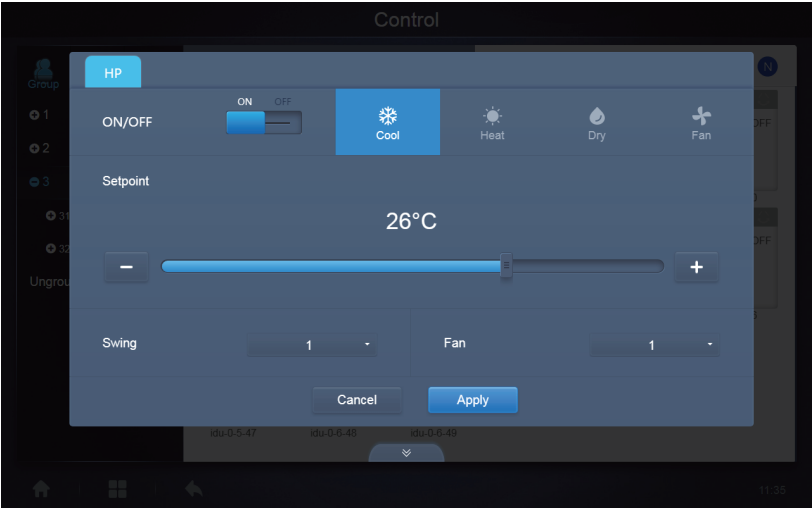 Control
N
HP
Group
ON OFF
ON/OFF
Cool
Heat
Dry
Fan
1
2
3
Setpoint
31
32
26°C
Ungrou
Swing
1
Fan
1
Cancel
Apply
idu-0-5-47
idu-0-6-48
idu-0-6-49
11:35